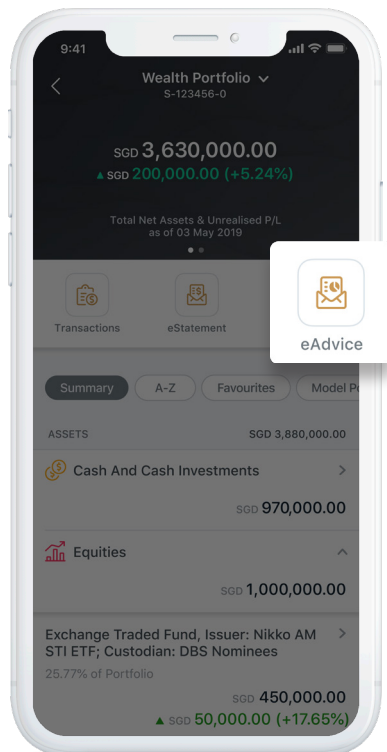 9:41
Wealth Portfolio
S-123456-0
SGD 3,630,000.00
▲ SGD 200,000.00 (+5.24%)
Total Net Assets & Unrealised P/L
as of 03 May 2019
Transactions
eStatement
eAdvice
Summary
A-Z
Favourites
Model Po
ASSETS
SGD 3,880,000.00
Cash And Cash Investments
SGD 970,000.00
Equities
SGD 1,000,000.00
Exchange Traded Fund, Issuer: Nikko AM
STI ETF; Custodian: DBS Nominees
25.77% of Portfolio
SGD 450,000.00
▲ SGD 50,000.00 (+17.65%)